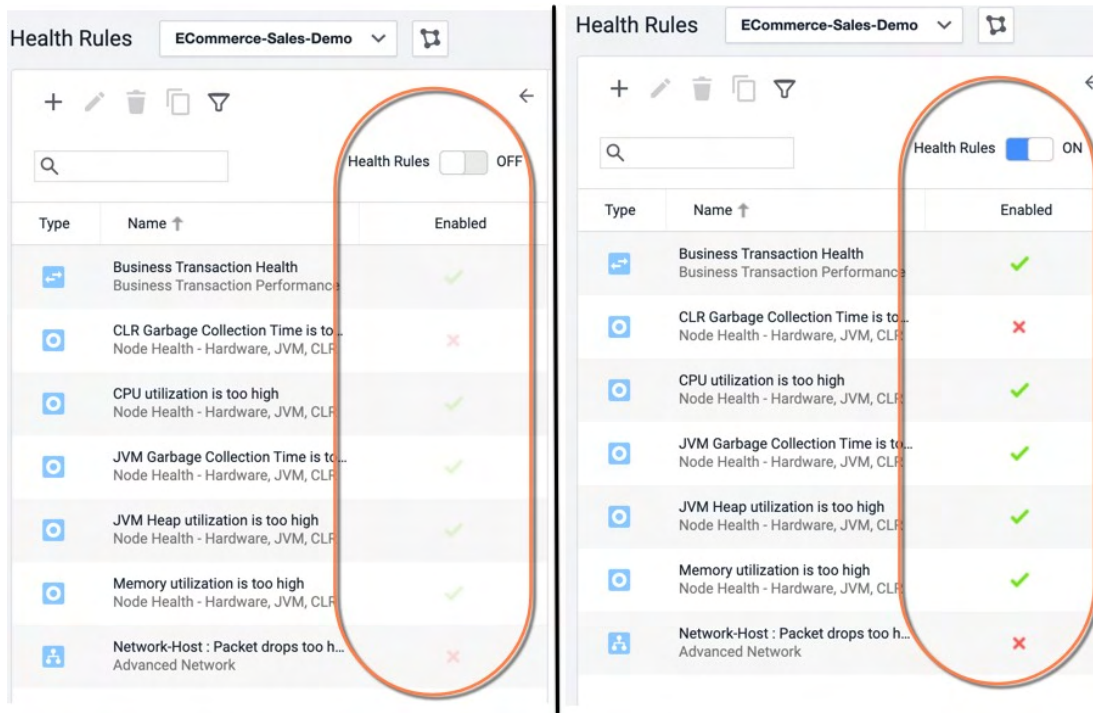 Health Rules ECommerce-Sales-Demo
Health Rules OFF
Type Name Enabled
Business Transaction Health
Business Transaction Performance
CLR Garbage Collection Time is to...
Node Health - Hardware, JVM, CLR
CPU utilization is too high
Node Health - Hardware, JVM, CLR
JVM Garbage Collection Time is to...
Node Health - Hardware, JVM, CLR
JVM Heap utilization is too high
Node Health - Hardware, JVM, CLR
Memory utilization is too high
Node Health - Hardware, JVM, CLR
Network-Host : Packet drops too h...
Advanced Network
Health Rules ECommerce-Sales-Demo
Health Rules ON
Type Name Enabled
Business Transaction Health
Business Transaction Performance
CLR Garbage Collection Time is to...
Node Health - Hardware, JVM, CLR
CPU utilization is too high
Node Health - Hardware, JVM, CLR
JVM Garbage Collection Time is to...
Node Health - Hardware, JVM, CLR
JVM Heap utilization is too high
Node Health - Hardware, JVM, CLR
Memory utilization is too high
Node Health - Hardware, JVM, CLR
Network-Host : Packet drops too h...
Advanced Network